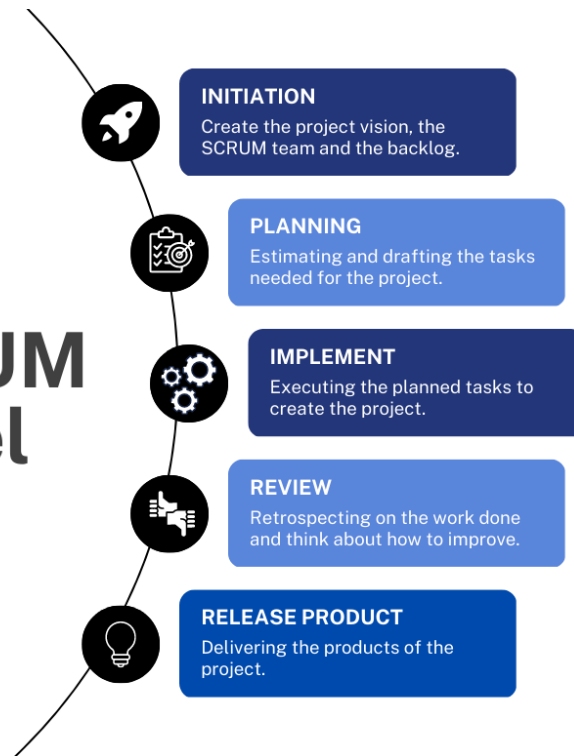 UM
el
INITIATION
Create the project vision, the
SCRUM team and the backlog.
PLANNING
Estimating and drafting the tasks
needed for the project.
IMPLEMENT
Executing the planned tasks to
create the project.
REVIEW
Retrospecting on the work done
and think about how to improve.
RELEASE PRODUCT
Delivering the products of the
project.